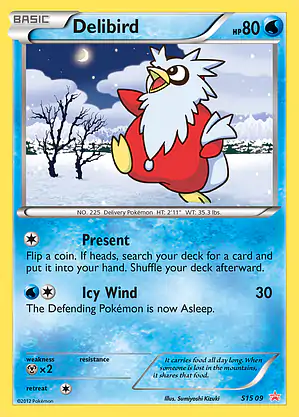 BASIC
Delibird
HP80
NO. 225 Delivery Pokémon HT: 2'11" WT: 35.3 lbs.
Present
Flip a coin. If heads, search your deck for a card and
put it into your hand. Shuffle your deck afterward.
Icy Wind 30
The Defending Pokémon is now Asleep.
weakness resistance
×2
retreat
It carries food all day long. When
someone is lost in the mountains,
it shares that food.
Illus. Sumiyoshi Kizuki
©2012 Pokémon
S15 09